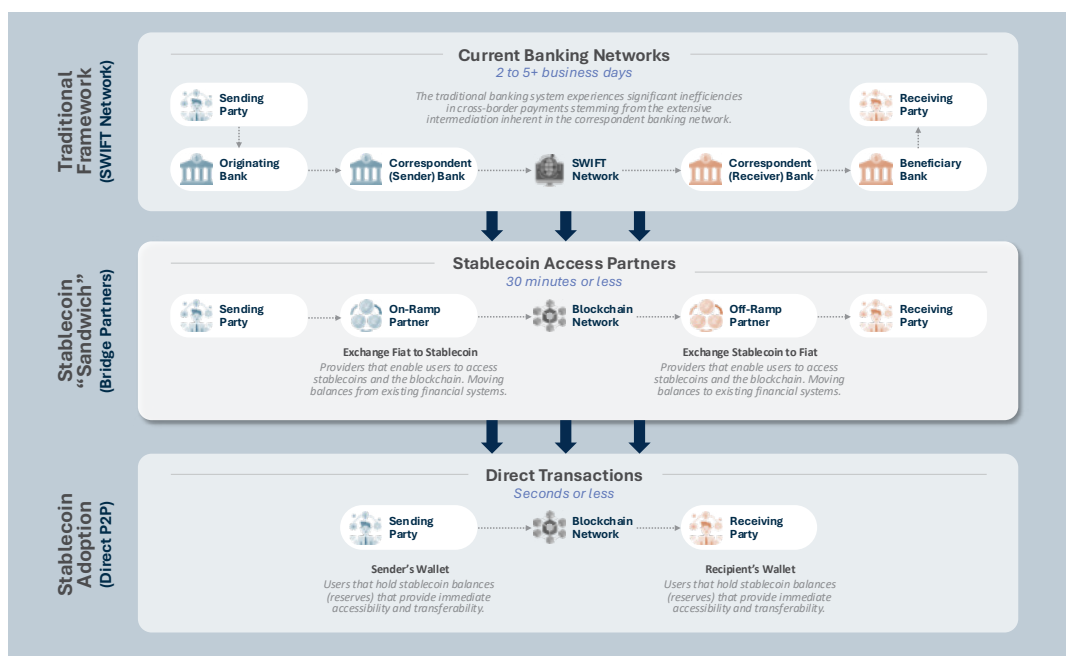 Traditional
Framework
(SWIFT Network)
Current Banking Networks
2 to 5+ business days
The traditional banking system experiences significant inefficiencies
in cross-border payments stemming from the extensive
intermediation inherent in the correspondent banking network.
Sending
Party
Receiving
Party
Originating
Bank
Correspondent
(Sender) Bank
SWIFT
Network
Correspondent
(Receiver) Bank
Beneficiary
Bank
Stablecoin
“Sandwich”
(Bridge Partners)
Stablecoin Access Partners
30 minutes or less
Sending
Party
On-Ramp
Partner
Blockchain
Network
Off-Ramp
Partner
Receiving
Party
Exchange Fiat to Stablecoin
Providers that enable users to access
stablecoins and the blockchain. Moving
balances from existing financial systems.
Exchange Stablecoin to Fiat
Providers that enable users to access
stablecoins and the blockchain. Moving
balances to existing financial systems.
Stablecoin
Adoption
(Direct P2P)
Direct Transactions
Seconds or less
Sending
Party
Blockchain
Network
Receiving
Party
Sender’s Wallet
Users that hold stablecoin balances
(reserves) that provide immediate
accessibility and transferability.
Recipient’s Wallet
Users that hold stablecoin balances
(reserves) that provide immediate
accessibility and transferability.